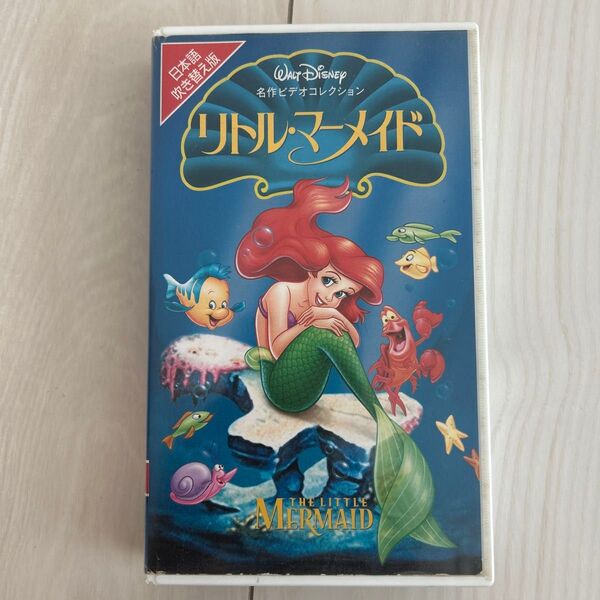 日本語
吹き替え版
WALT DISNEY
名作ビデオコレクション
リトル・マーメイド
THE LITTLE
MERMAID